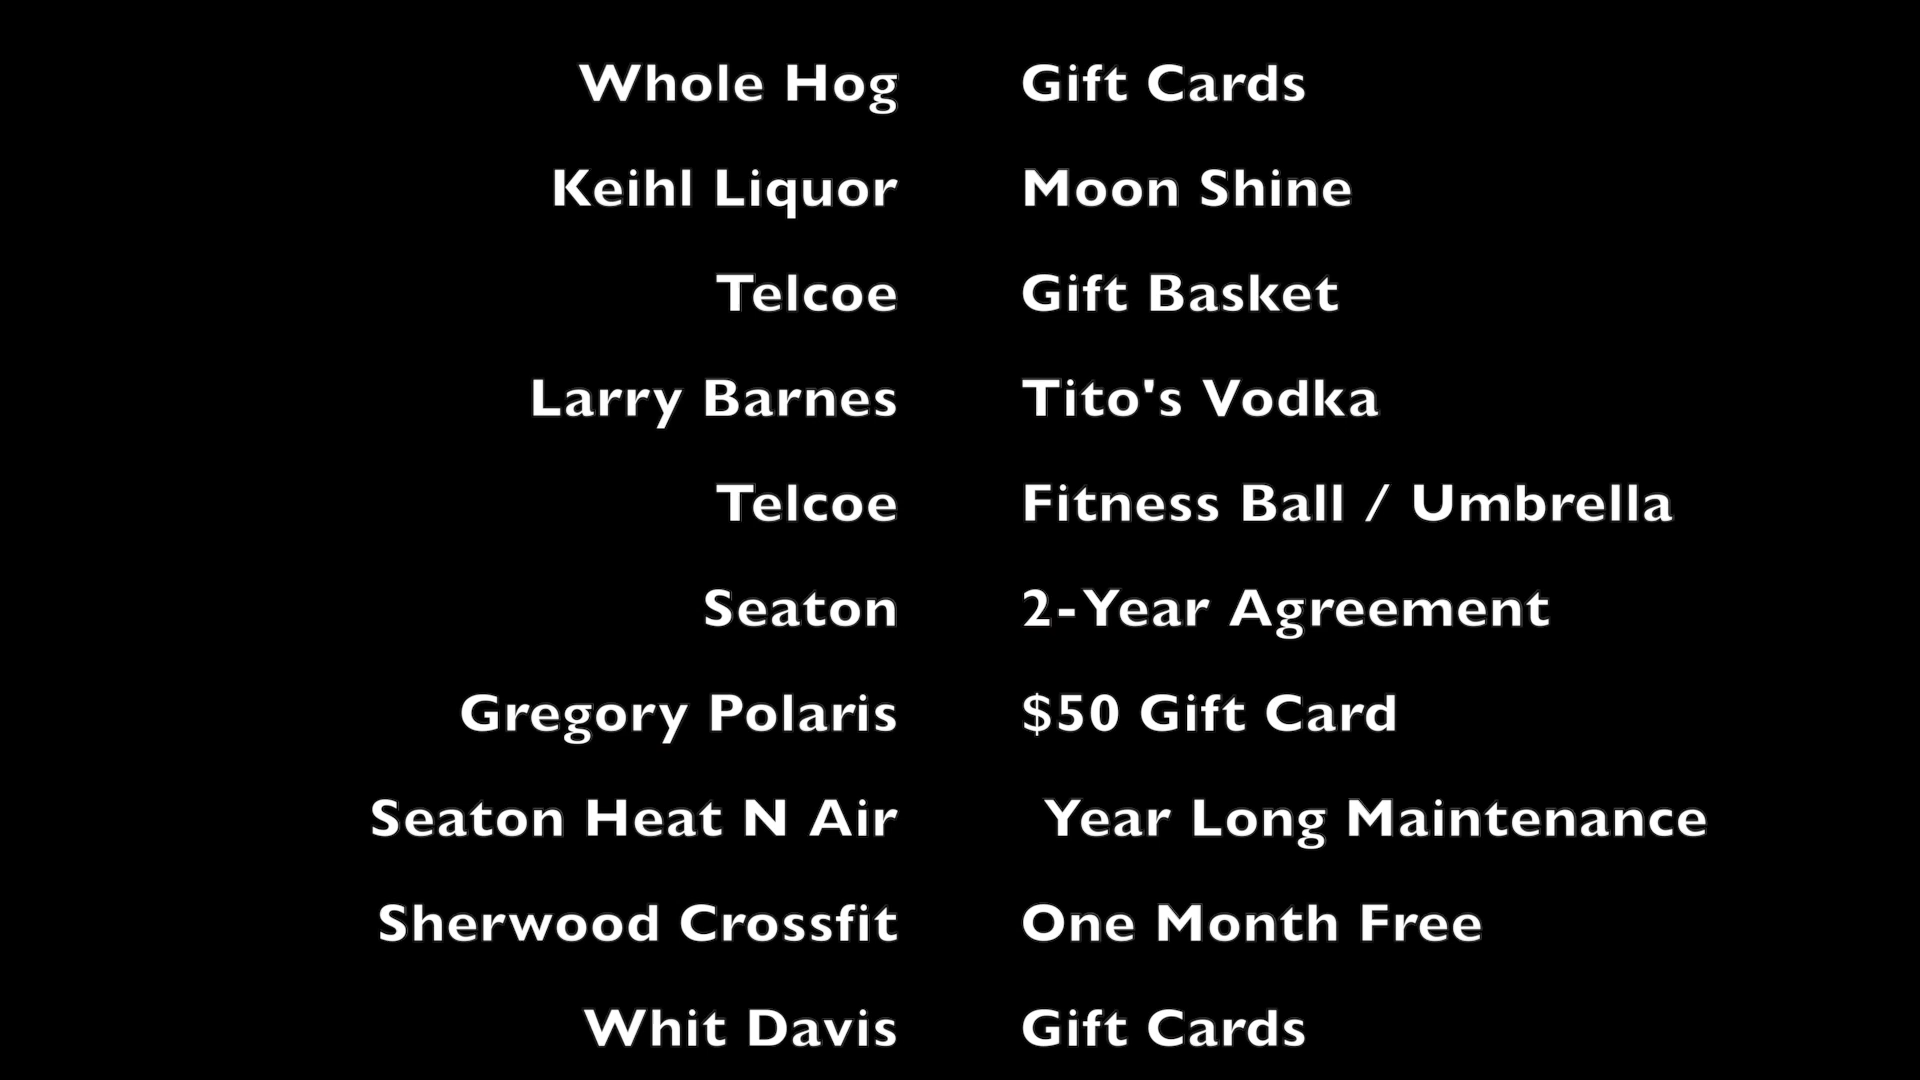 Whole Hog Gift Cards
Keihl Liquor Moon Shine
Telcoe Gift Basket
Larry Barnes Tito's Vodka
Telcoe Fitness Ball / Umbrella
Seaton 2-Year Agreement
Gregory Polaris $50 Gift Card
Seaton Heat N Air Year Long Maintenance
Sherwood Crossfit One Month Free
Whit Davis Gift Cards